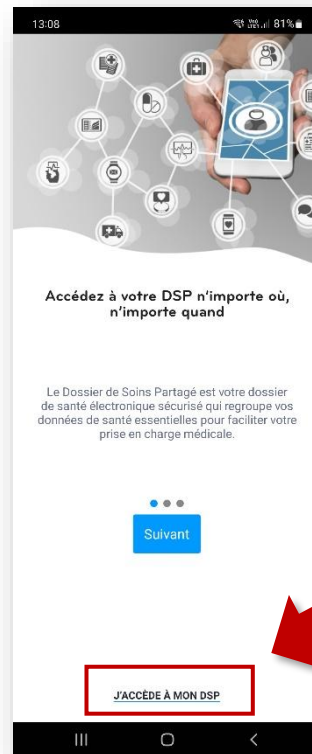 13:08 81%
Accédez à votre DSP n'importe où,
n'importe quand
Le Dossier de Soins Partagé est votre dossier
de santé électronique sécurisé qui regroupe vos
données de santé essentielles pour faciliter votre
prise en charge médicale.
Suivant
J'ACCÈDE À MON DSP